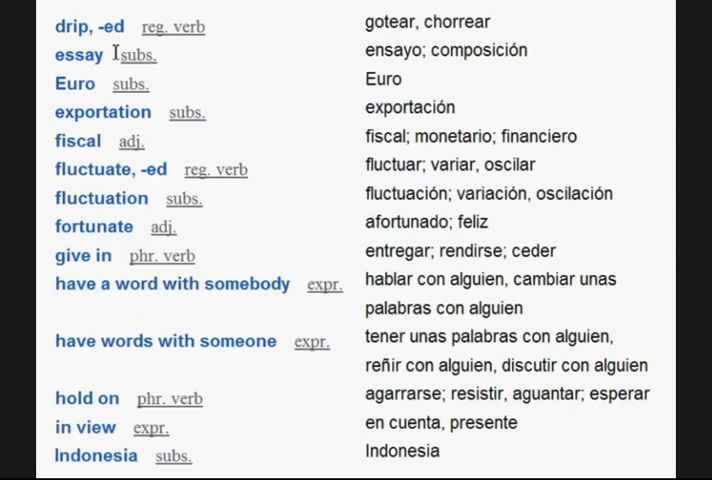 drip, -ed reg. verb gotear, chorrear
essay subs. ensayo; composición
Euro subs. Euro
exportation subs. exportación
fiscal adj. fiscal; monetario; financiero
fluctuate, -ed reg. verb fluctuar; variar, oscilar
fluctuation subs. fluctuación; variación, oscilación
fortunate adj. afortunado; feliz
give in phr. verb entregar; rendirse; ceder
have a word with somebody expr. hablar con alguien, cambiar unas
palabras con alguien
have words with someone expr. tener unas palabras con alguien,
reñir con alguien, discutir con alguien
hold on phr. verb agarrarse; resistir, aguantar; esperar
in view expr. en cuenta, presente
Indonesia subs. Indonesia